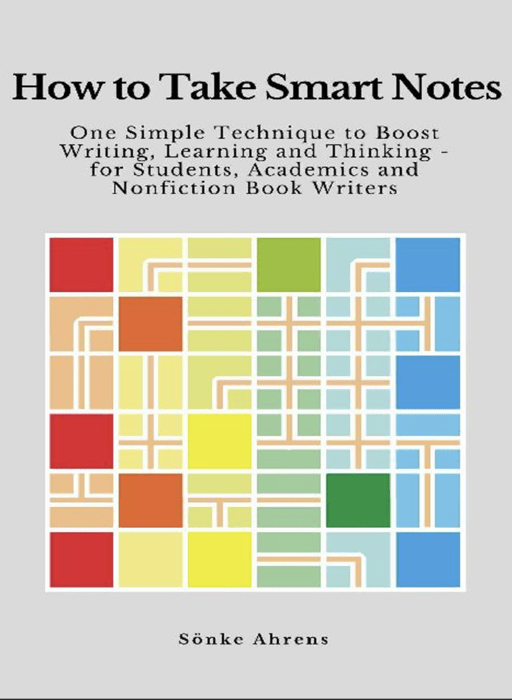 How to Take Smart Notes
One Simple Technique to Boost
Writing, Learning and Thinking -
for Students, Academics and
Nonfiction Book Writers
Sönke Ahrens